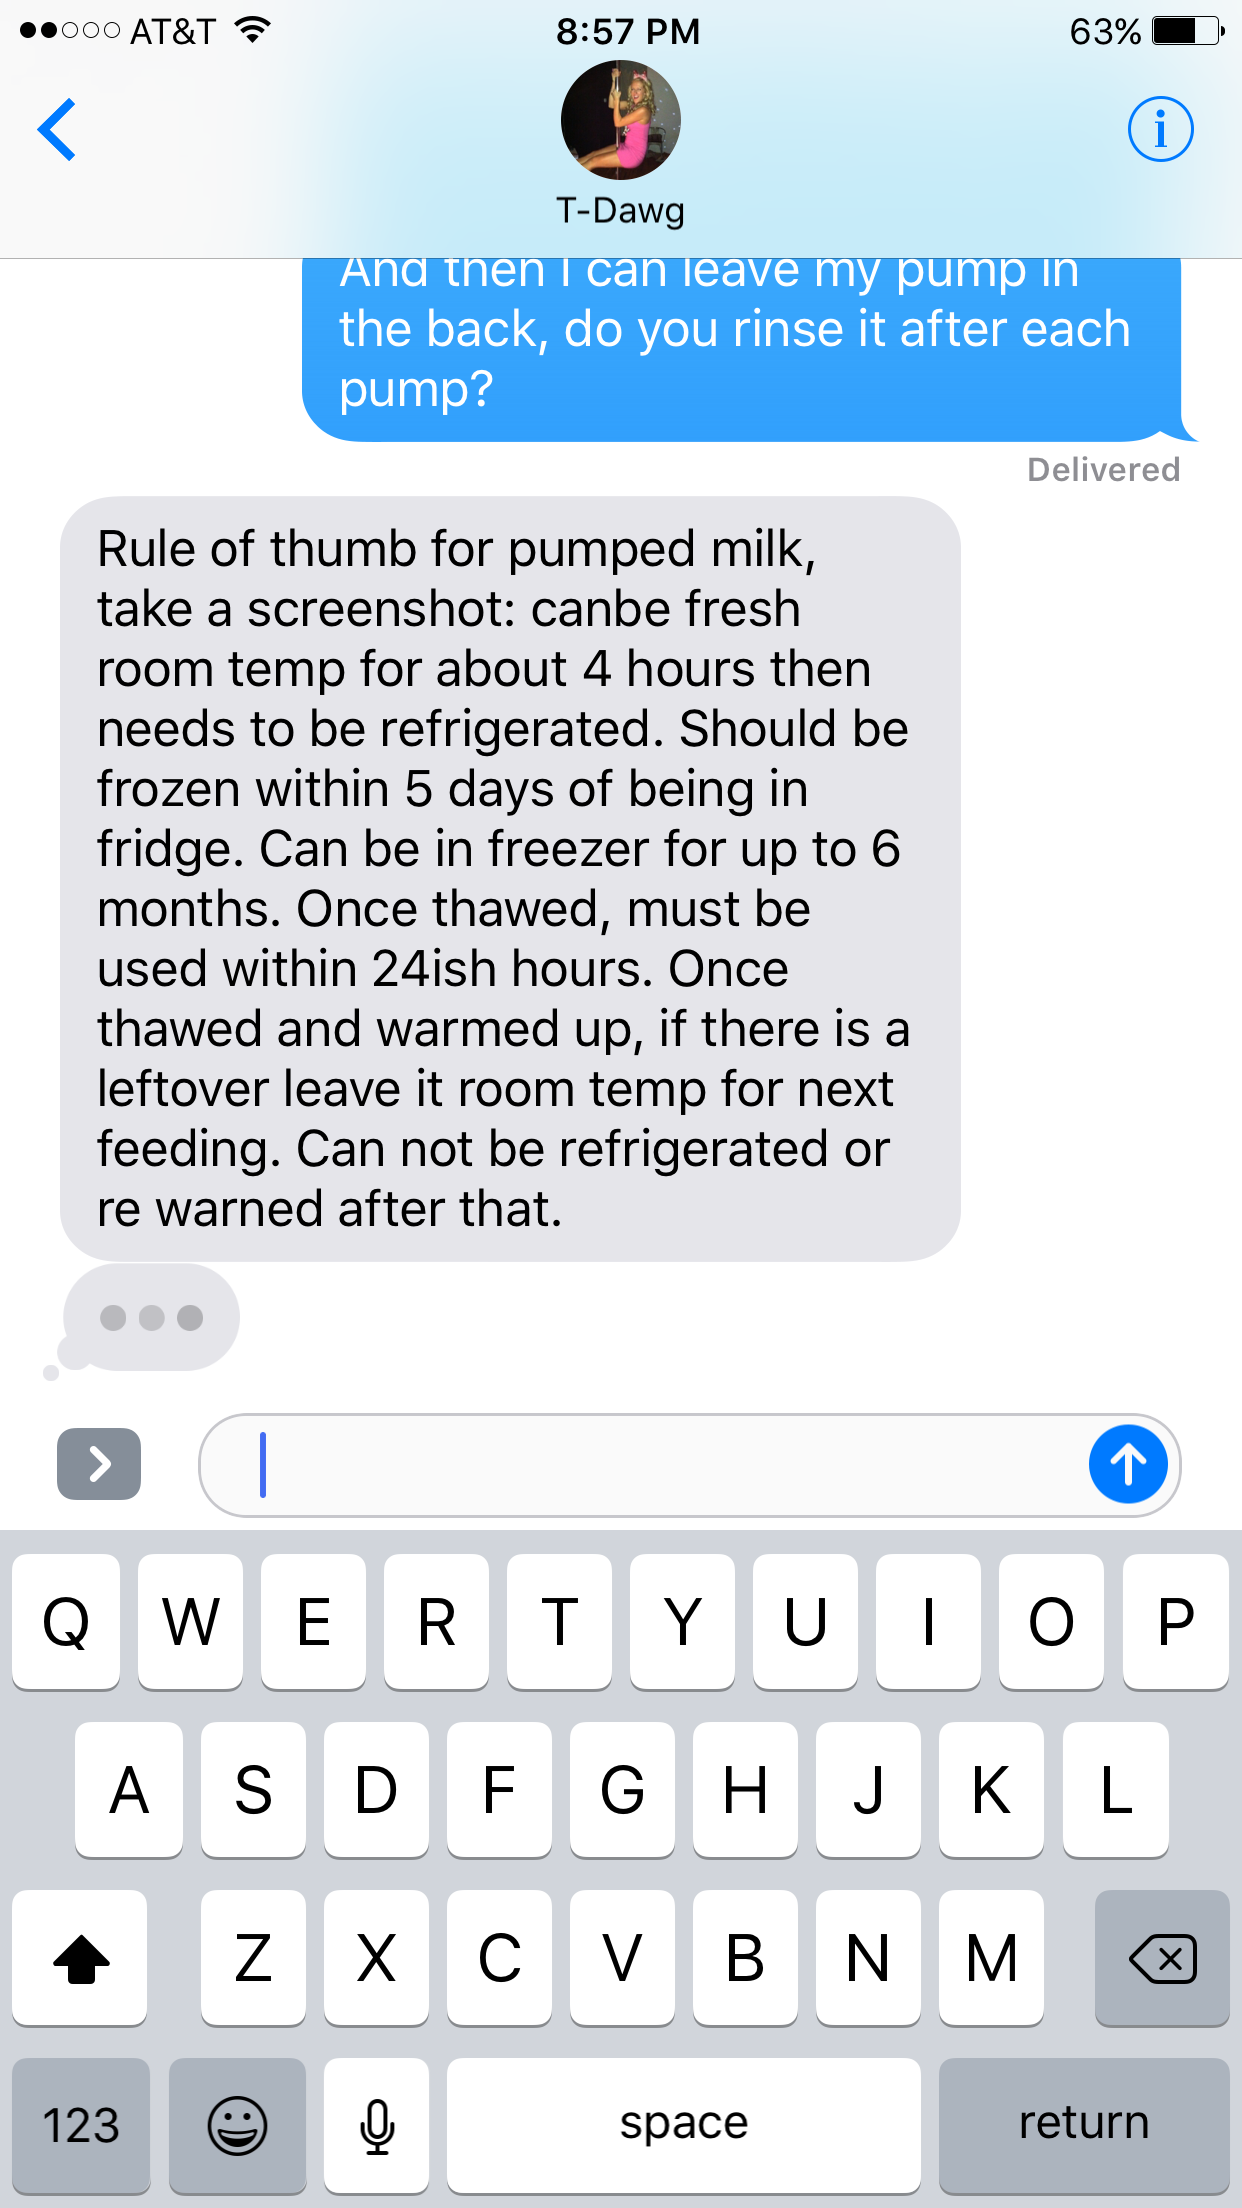 AT&T 8:57 PM 63%
T-Dawg
And then I can leave my pump in
the back, do you rinse it after each
pump?
Delivered
Rule of thumb for pumped milk,
take a screenshot: canbe fresh
room temp for about 4 hours then
needs to be refrigerated. Should be
frozen within 5 days of being in
fridge. Can be in freezer for up to 6
months. Once thawed, must be
used within 24ish hours. Once
thawed and warmed up, if there is a
leftover leave it room temp for next
feeding. Can not be refrigerated or
re warned after that.
Q W E R T Y U I O P
A S D F G H J K L
Z X C V B N M
123 space return